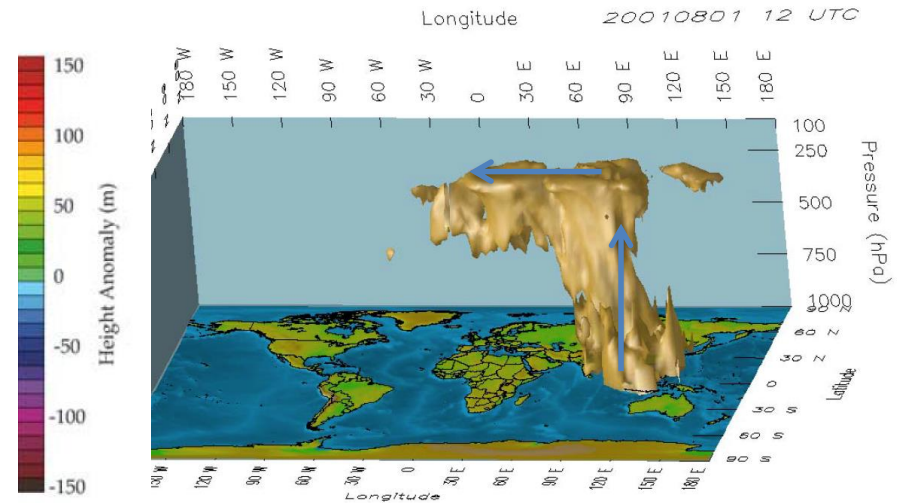 Longitude 20010801 12 UTC
180 W 150 W 120 W 90 W 60 W 30 W 0 30 E 60 E 90 E 120 E 150 E 180 E
150
100
50
0
-50
-100
-150
Height Anomaly (m)
100
250
500
750
1000
Pressure (hPa)
90 N
60 N
30 N
0
30 S
60 S
90 S
Latitude
120 W 90 W 60 W 30 W 0 30 E 60 E 90 E 120 E 150 E 180 E
Longitude